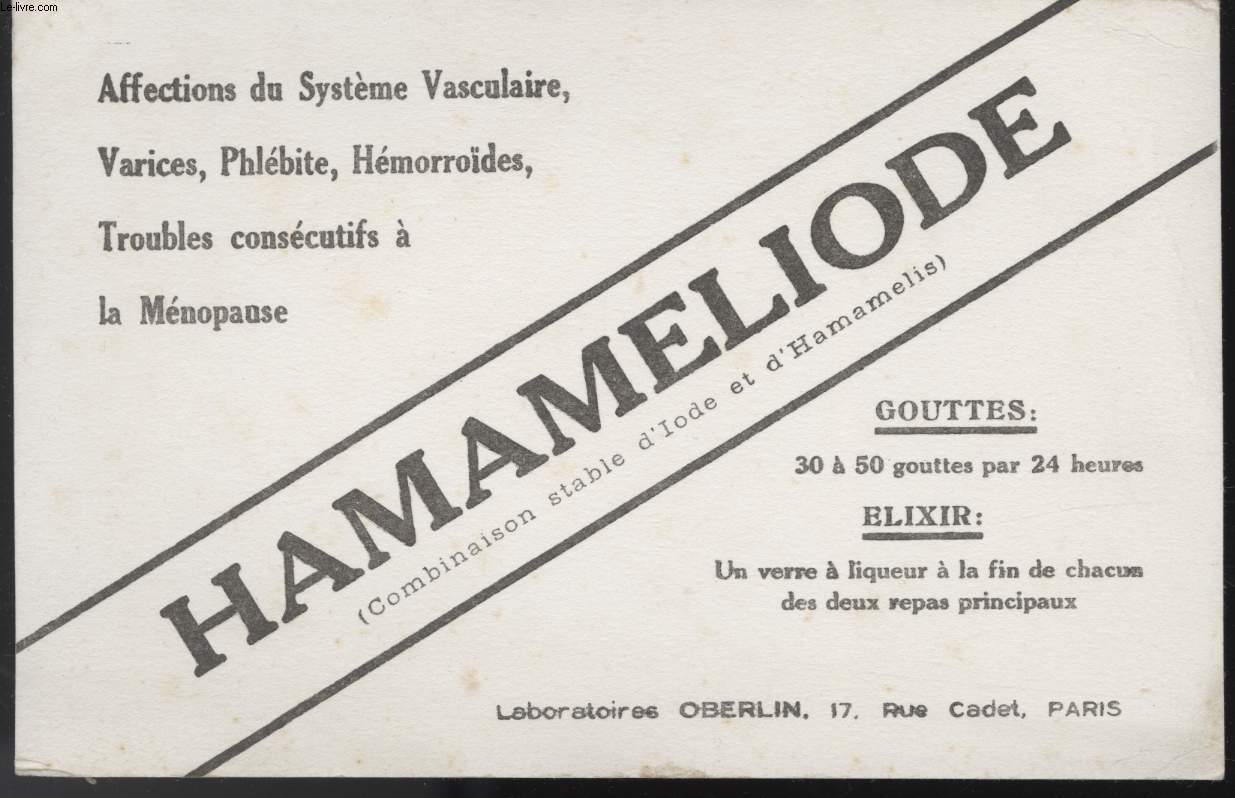 Le-livre.com
Affections du Système Vasculaire,
Varices, Phlébite, Hémorroïdes,
Troubles consécutifs à
la Ménopause
HAMAMELIODE
(Combinaison stable d'Iode et d'Hamamelis)
GOUTTES:
30 à 50 gouttes par 24 heures
ELIXIR:
Un verre à liqueur à la fin de chacun
des deux repas principaux
Laboratoires OBERLIN, 17, Rue Cadet, PARIS